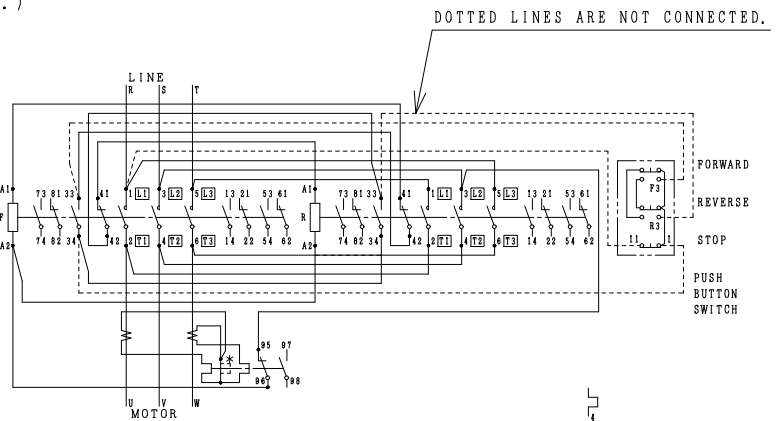 . )
DOTTED LINES ARE NOT CONNECTED.
LINE
R S T
A1 73 81 33 41 1 L1 3 L2 5 L3 13 21 53 61 A1 73 81 33 41 1 L1 3 L2 5 L3 13 21 53 61
F R
A2 74 82 34 42 2 T1 4 T2 6 T3 14 22 54 62 A2 74 82 34 42 2 T1 4 T2 6 T3 14 22 54 62
FORWARD
F3
REVERSE
R3
11 1 STOP
PUSH
BUTTON
SWITCH
95 97
*
96 98
U V W
MOTOR
4